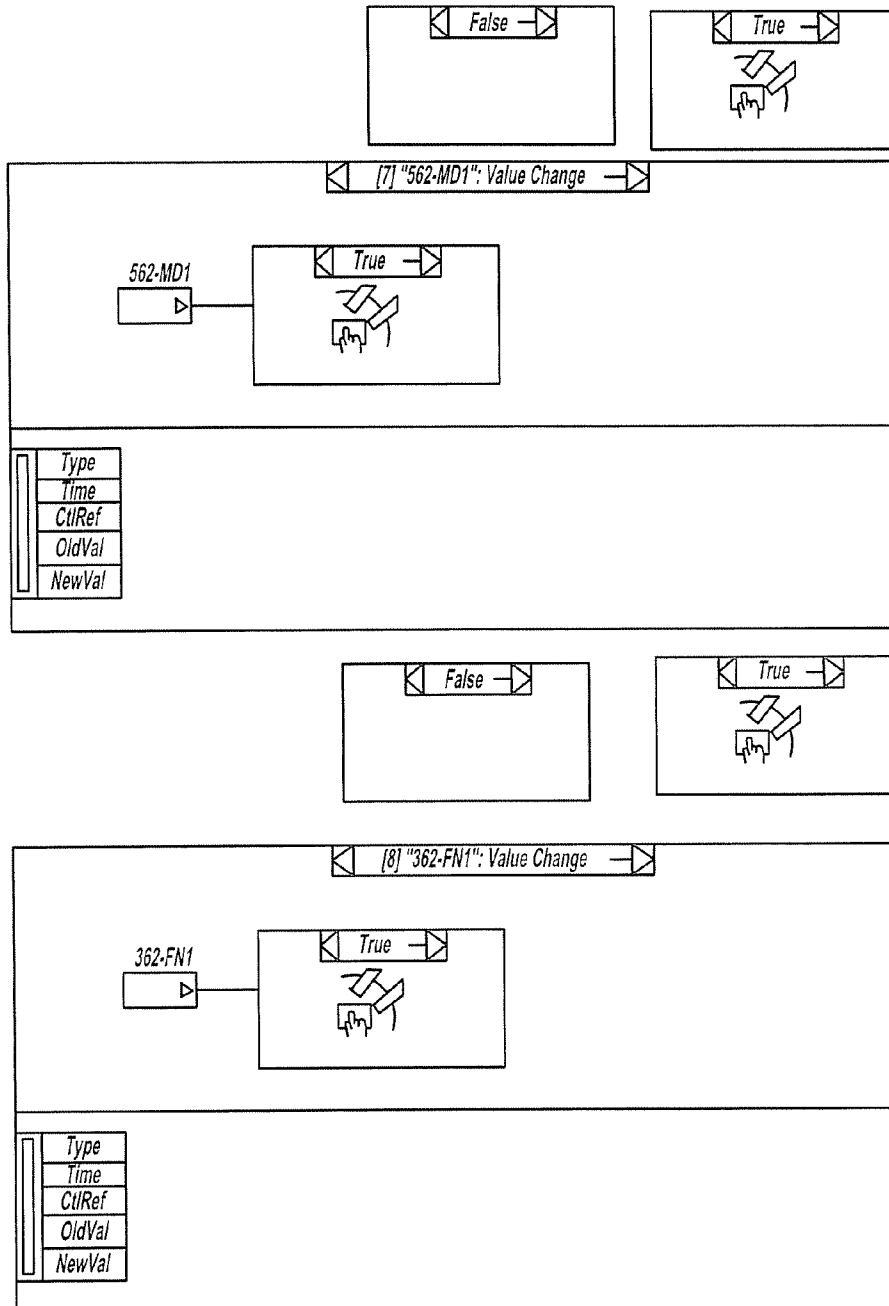 False
True
[7] "562-MD1": Value Change
True
562-MD1
Type
Time
CtlRef
OldVal
NewVal
False
True
[8] "362-FN1": Value Change
True
362-FN1
Type
Time
CtlRef
OldVal
NewVal